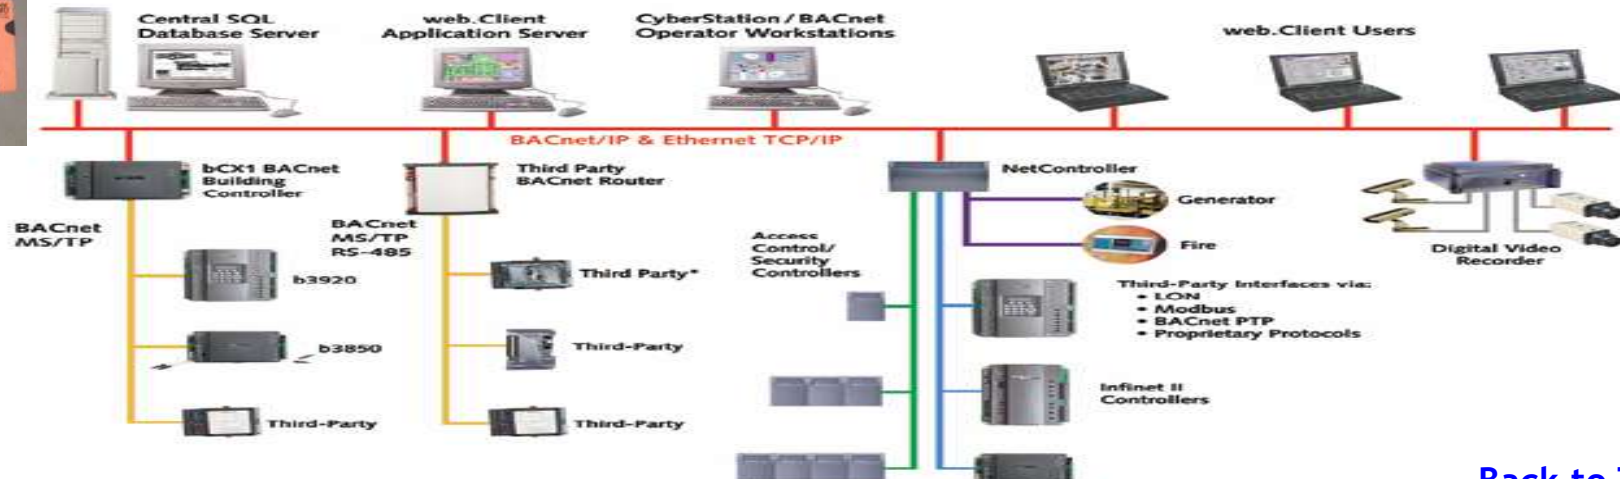 Central SQL
Database Server
web.Client
Application Server
CyberStation / BACnet
Operator Workstations
web.Client Users
BACnet/IP & Ethernet TCP/IP
bCX1 BACnet
Building
Controller
Third Party
BACnet Router
NetController
Generator
Fire
Digital Video
Recorder
BACnet
MS/TP
BACnet
MS/TP
RS-485
Access
Control/
Security
Controllers
b3920
Third Party*
Third-Party Interfaces via:
• LON
• Modbus
• BACnet PTP
• Proprietary Protocols
b3850
Third-Party
Infinet II
Controllers
Third-Party
Third-Party
Back to